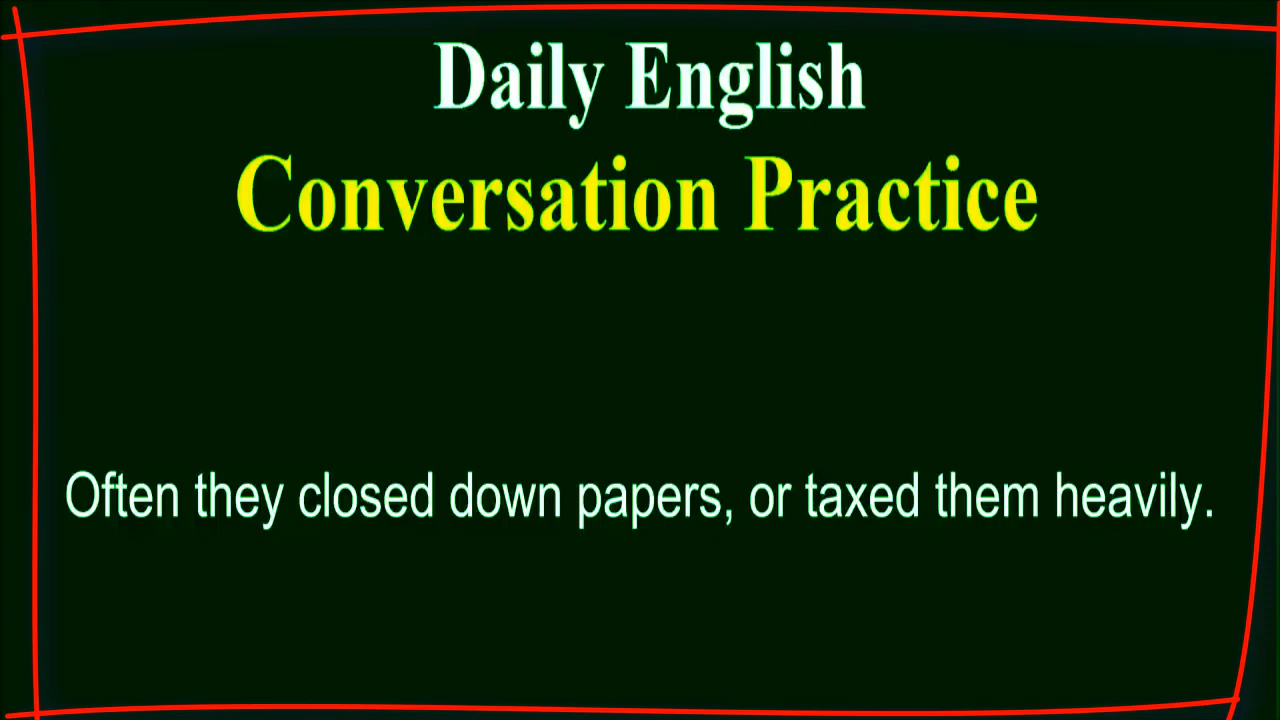 Daily English
Conversation Practice
Often they closed down papers, or taxed them heavily.